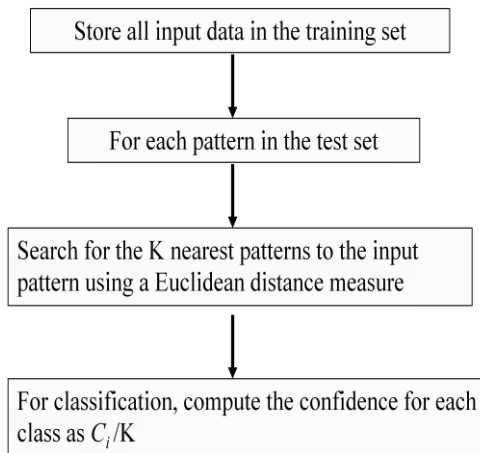 Store all input data in the training set
For each pattern in the test set
Search for the K nearest patterns to the input
pattern using a Euclidean distance measure
For classification, compute the confidence for each
class as C_i/K